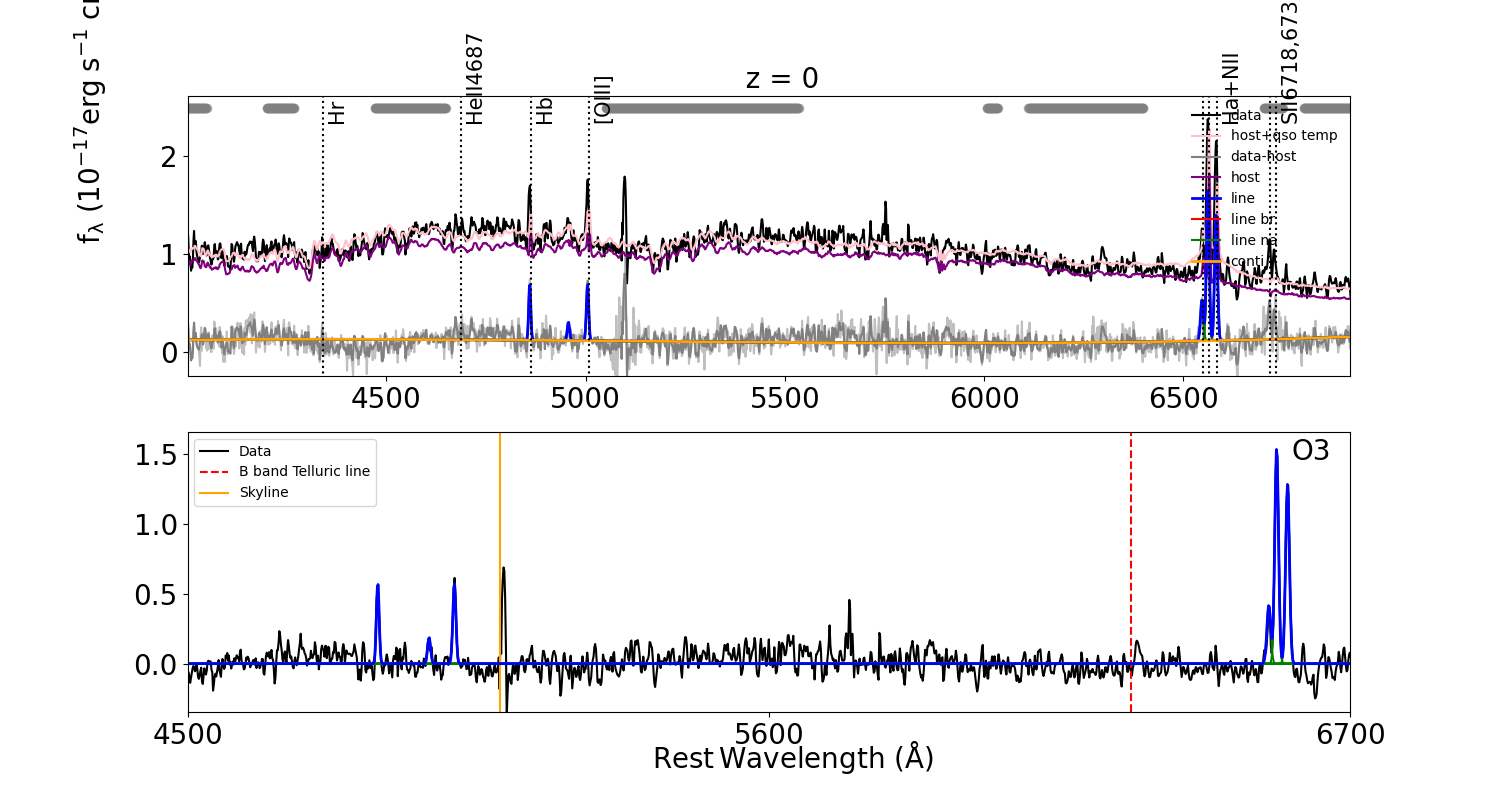 z = 0
fλ (10⁻¹⁷erg s⁻¹
Hr
HeII4687
Hb
[OIII]
Ha+NII
SII6718,673
data
host+qso temp
data-host
host
line
line br
line na
conti
2
1
0
4500
5000
5500
6000
6500
Data
B band Telluric line
Skyline
O3
1.5
1.0
0.5
0.0
4500
5600
6700
Rest Wavelength (Å)